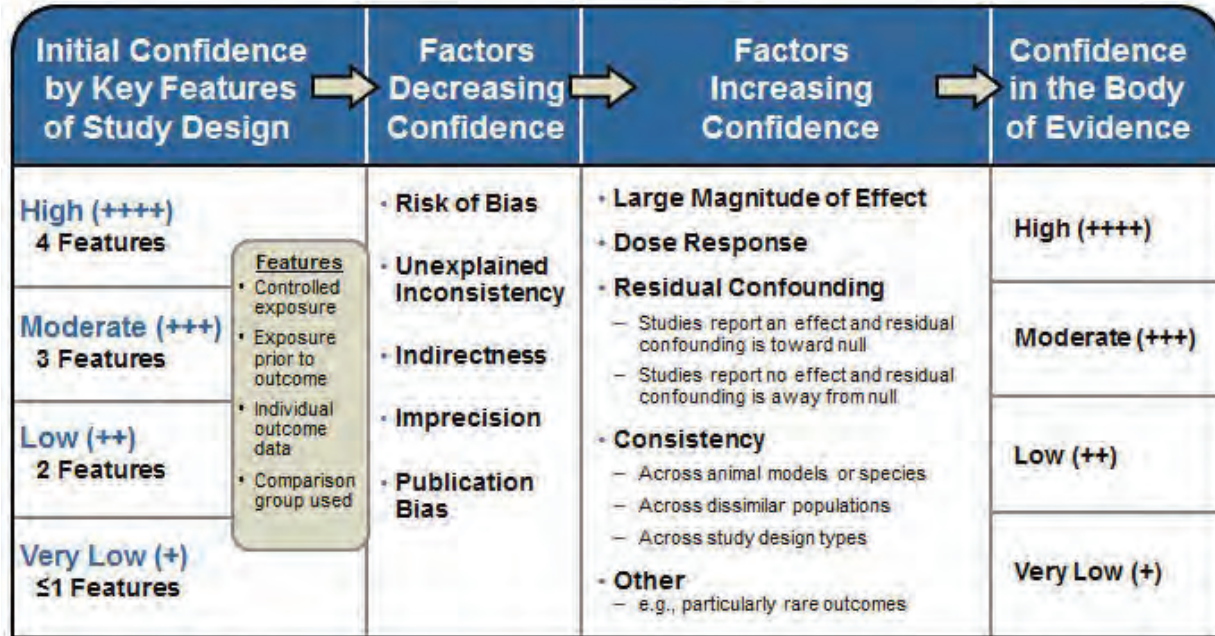 Initial Confidence
by Key Features
of Study Design
Factors
Decreasing
Confidence
Factors
Increasing
Confidence
Confidence
in the Body
of Evidence
High (++++)
4 Features
Moderate (+++)
3 Features
Low (++)
2 Features
Very Low (+)
≤1 Features
Features
• Controlled
exposure
• Exposure
prior to
outcome
• Individual
outcome
data
• Comparison
group used
• Risk of Bias
• Unexplained
Inconsistency
• Indirectness
• Imprecision
• Publication
Bias
• Large Magnitude of Effect
• Dose Response
• Residual Confounding
– Studies report an effect and residual
confounding is toward null
– Studies report no effect and residual
confounding is away from null
• Consistency
– Across animal models or species
– Across dissimilar populations
– Across study design types
• Other
– e.g., particularly rare outcomes
High (++++)
Moderate (+++)
Low (++)
Very Low (+)